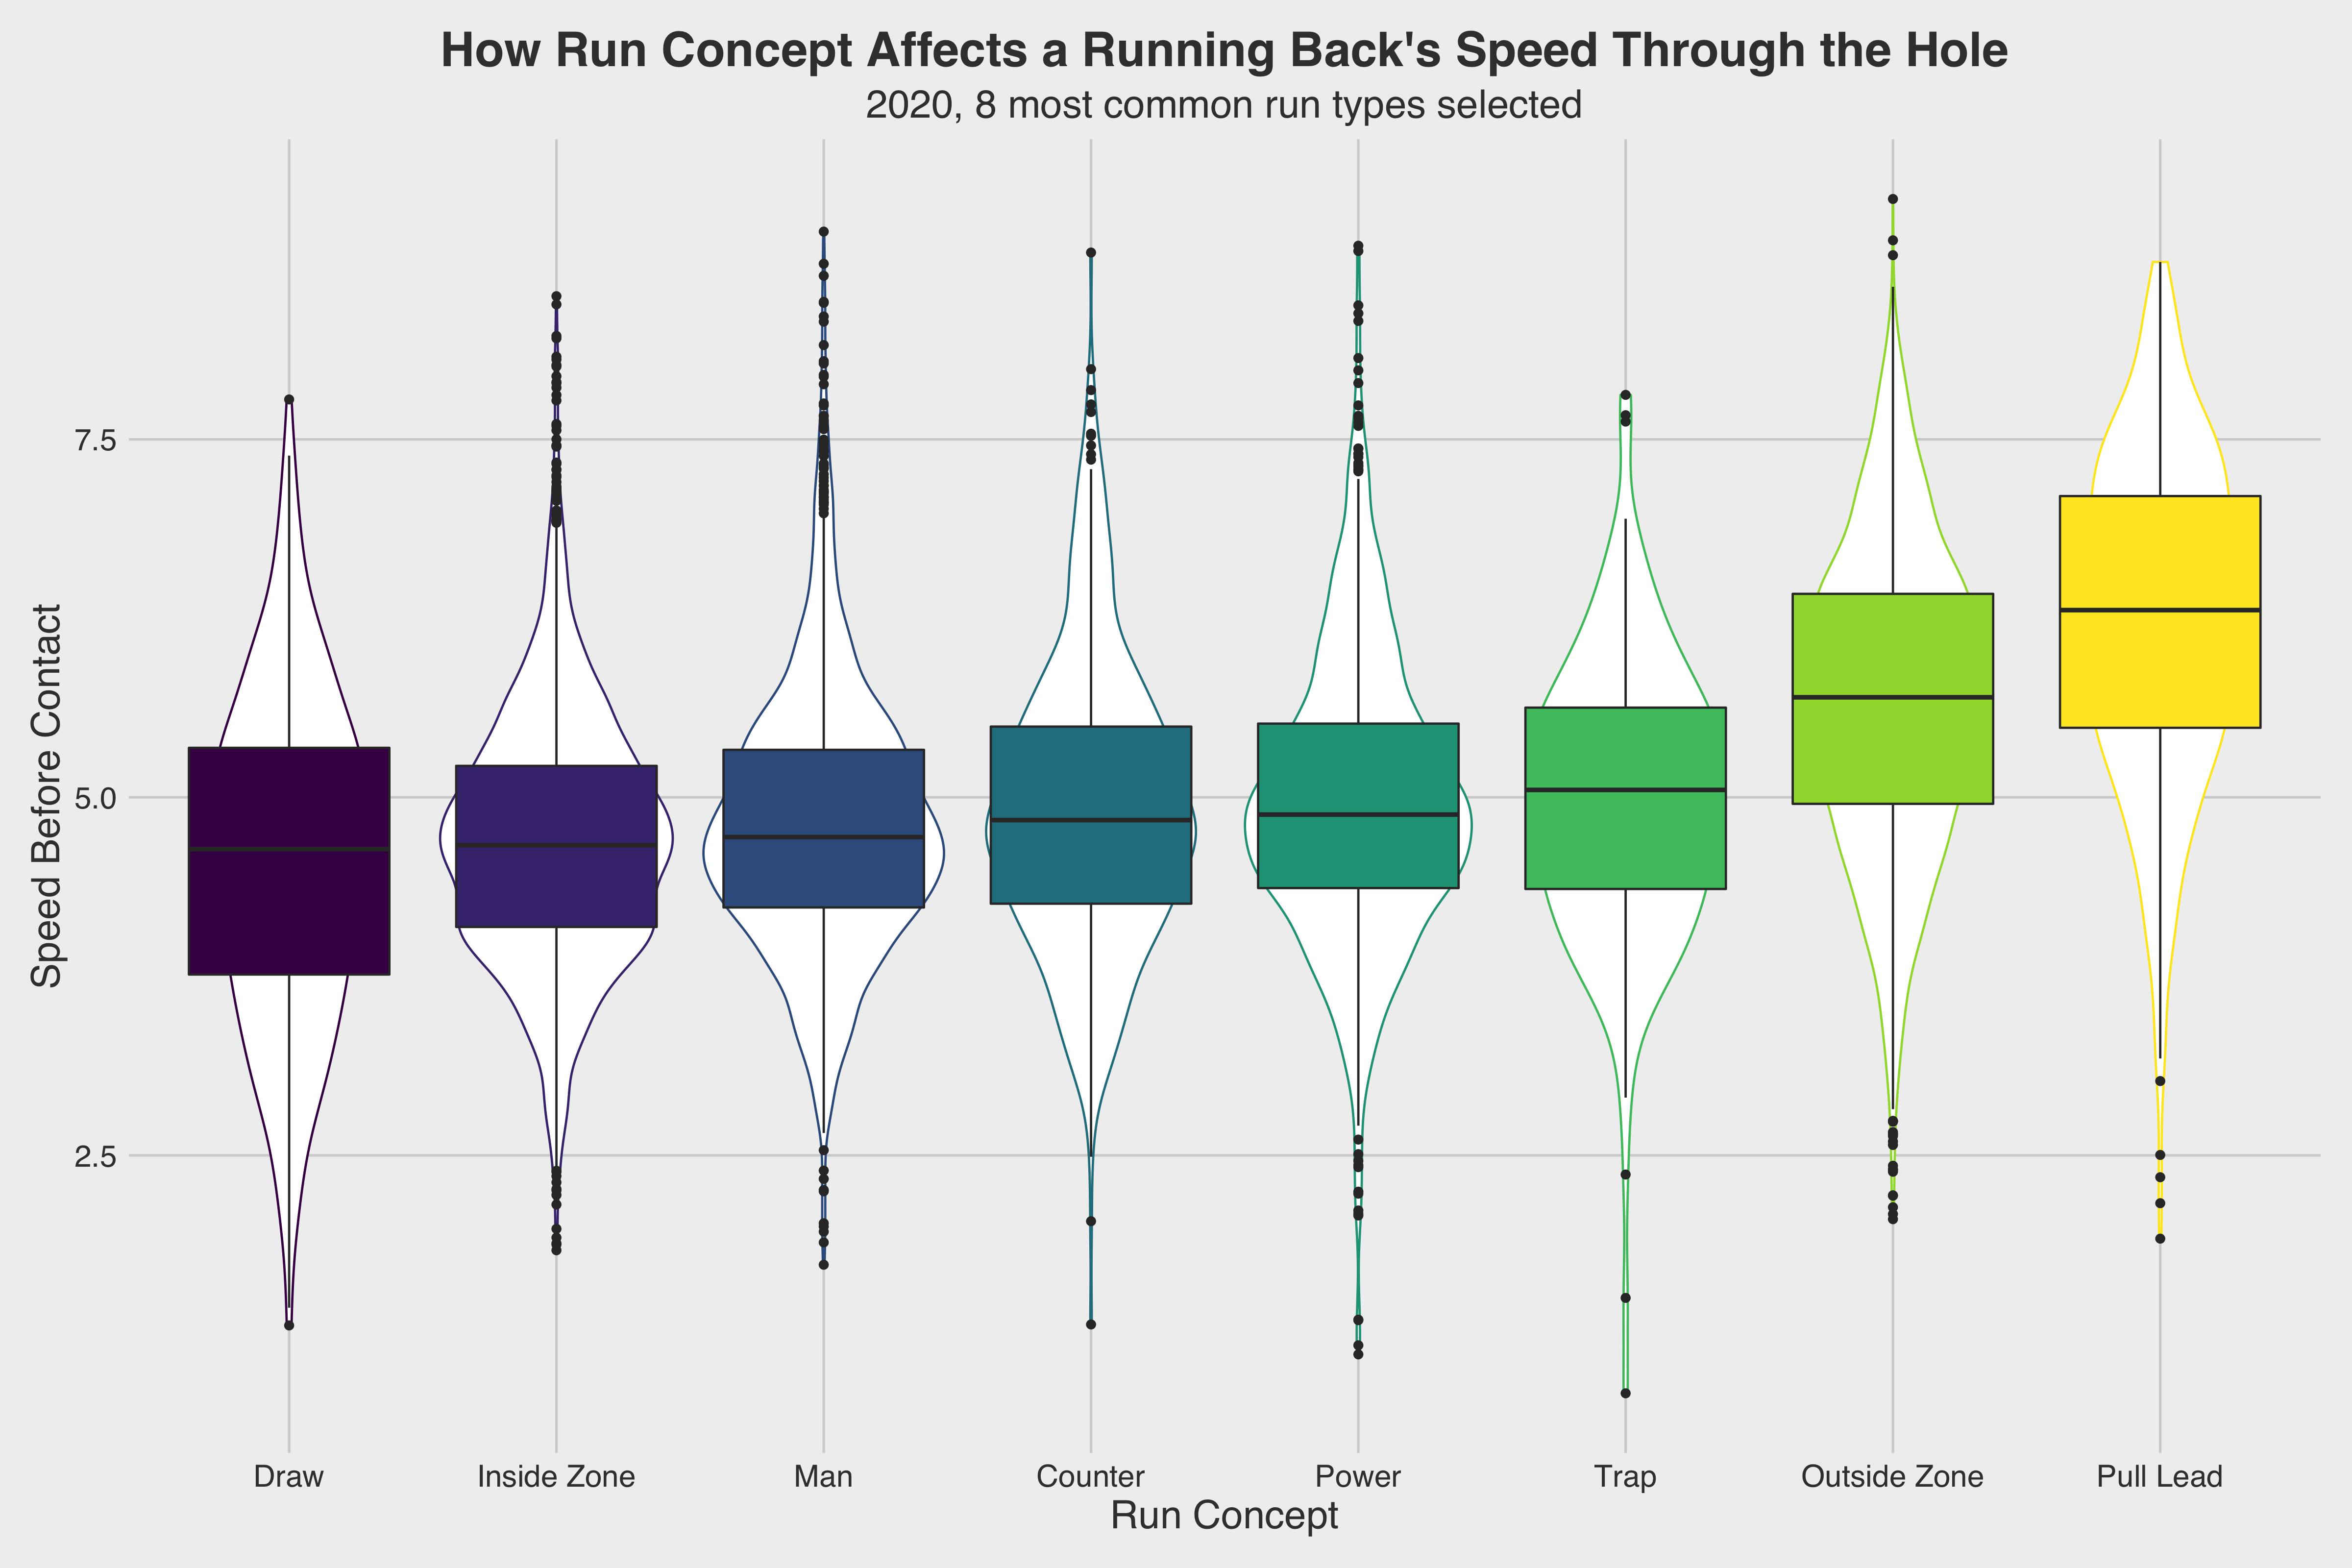 How Run Concept Affects a Running Back's Speed Through the Hole
2020, 8 most common run types selected
Speed Before Contact
7.5
5.0
2.5
Draw
Inside Zone
Man
Counter
Power
Trap
Outside Zone
Pull Lead
Run Concept